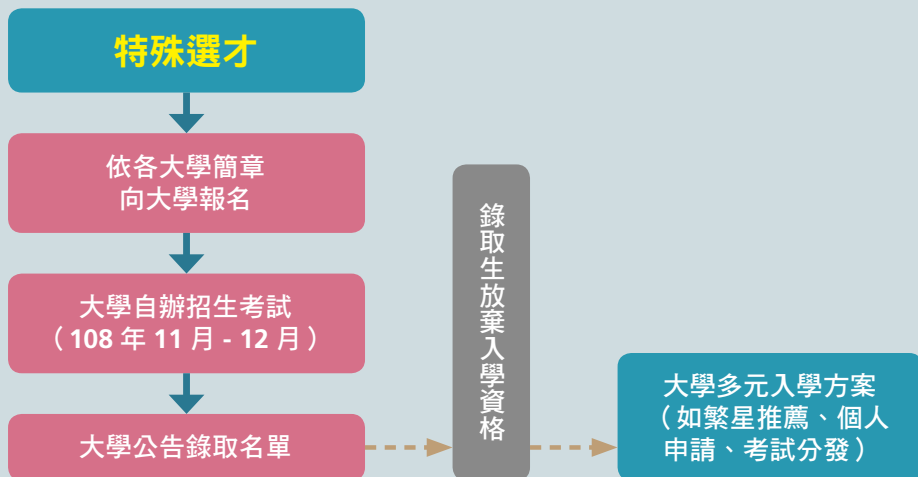 特殊選才
依各大學簡章
向大學報名
大學自辦招生考試
（108 年 11 月 - 12 月）
大學公告錄取名單
錄取生放棄入學資格
大學多元入學方案
（如繁星推薦、個人
申請、考試分發）